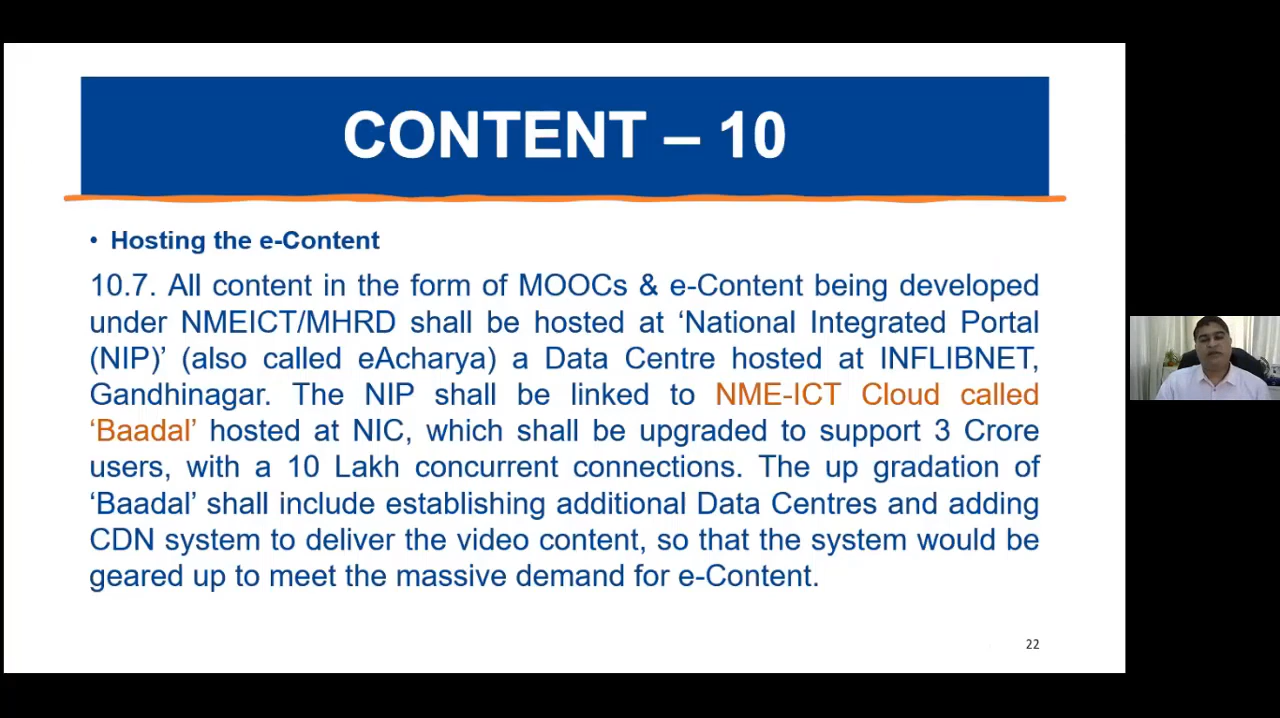 CONTENT – 10
• Hosting the e-Content
10.7. All content in the form of MOOCs & e-Content being developed
under NMEICT/MHRD shall be hosted at ‘National Integrated Portal
(NIP)’ (also called eAcharya) a Data Centre hosted at INFLIBNET,
Gandhinagar. The NIP shall be linked to NME-ICT Cloud called
‘Baadal’ hosted at NIC, which shall be upgraded to support 3 Crore
users, with a 10 Lakh concurrent connections. The up gradation of
‘Baadal’ shall include establishing additional Data Centres and adding
CDN system to deliver the video content, so that the system would be
geared up to meet the massive demand for e-Content.
22